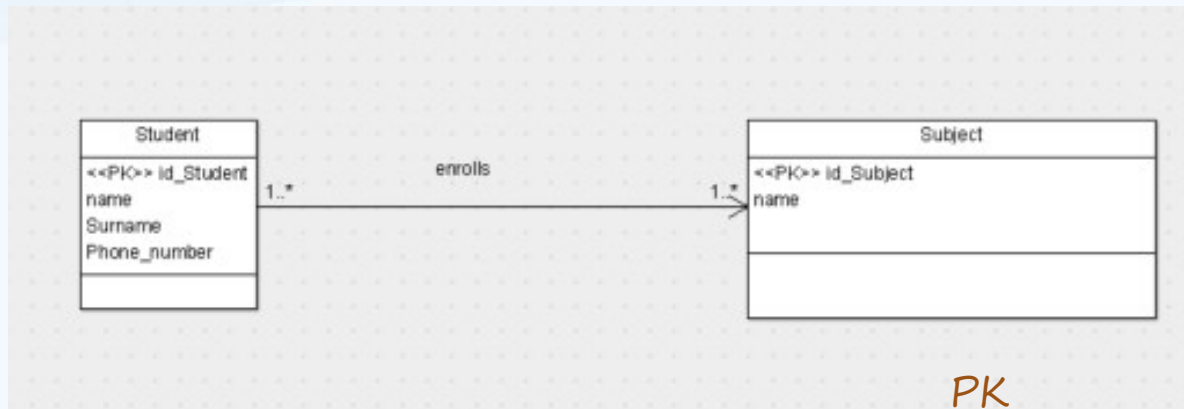 Student
<<PK>> id_Student
name
Surname
Phone_number
1..*
enrolls
1..*
Subject
<<PK>> id_Subject
name
PK